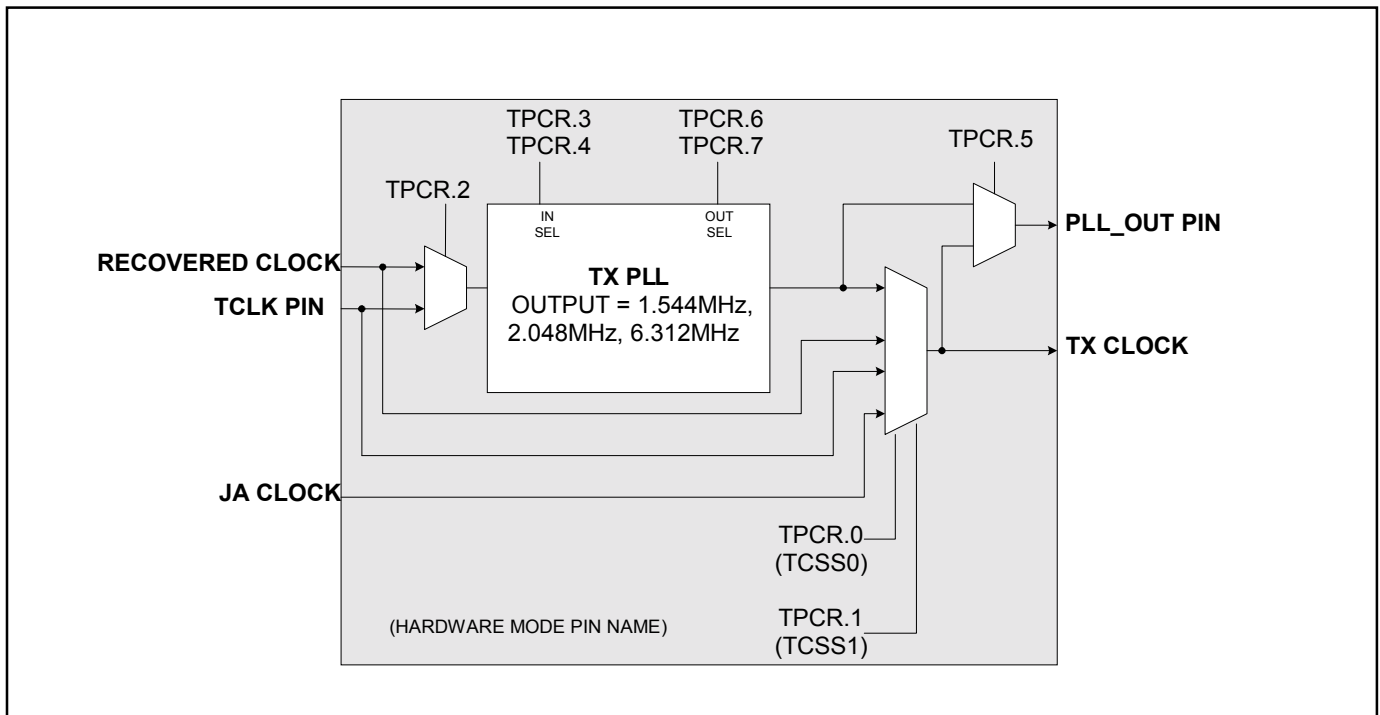 TPCR.3
TPCR.4
TPCR.6
TPCR.7
TPCR.5
TPCR.2
IN
SEL
OUT
SEL
PLL_OUT PIN
RECOVERED CLOCK
TX PLL
TCLK PIN
OUTPUT = 1.544MHz,
2.048MHz, 6.312MHz
TX CLOCK
JA CLOCK
TPCR.0
(TCSS0)
TPCR.1
(TCSS1)
(HARDWARE MODE PIN NAME)